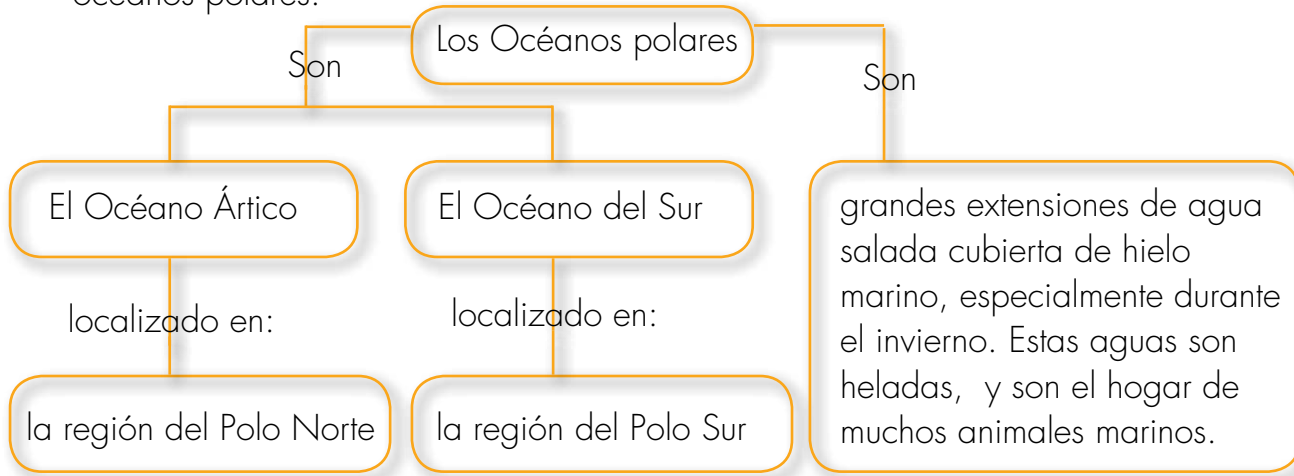 océanos polares.
Los Océanos polares
Son
Son
El Océano Ártico
El Océano del Sur
grandes extensiones de agua
salada cubierta de hielo
marino, especialmente durante
el invierno. Estas aguas son
heladas, y son el hogar de
muchos animales marinos.
localizado en:
localizado en:
la región del Polo Norte
la región del Polo Sur